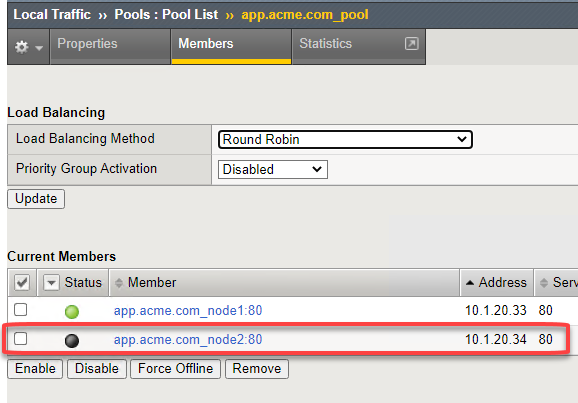 Local Traffic ›› Pools : Pool List ›› app.acme.com_pool
Properties Members Statistics
Load Balancing
Load Balancing Method Round Robin
Priority Group Activation Disabled
Update
Current Members
Status Member Address Serv
app.acme.com_node1:80 10.1.20.33 80
app.acme.com_node2:80 10.1.20.34 80
Enable Disable Force Offline Remove